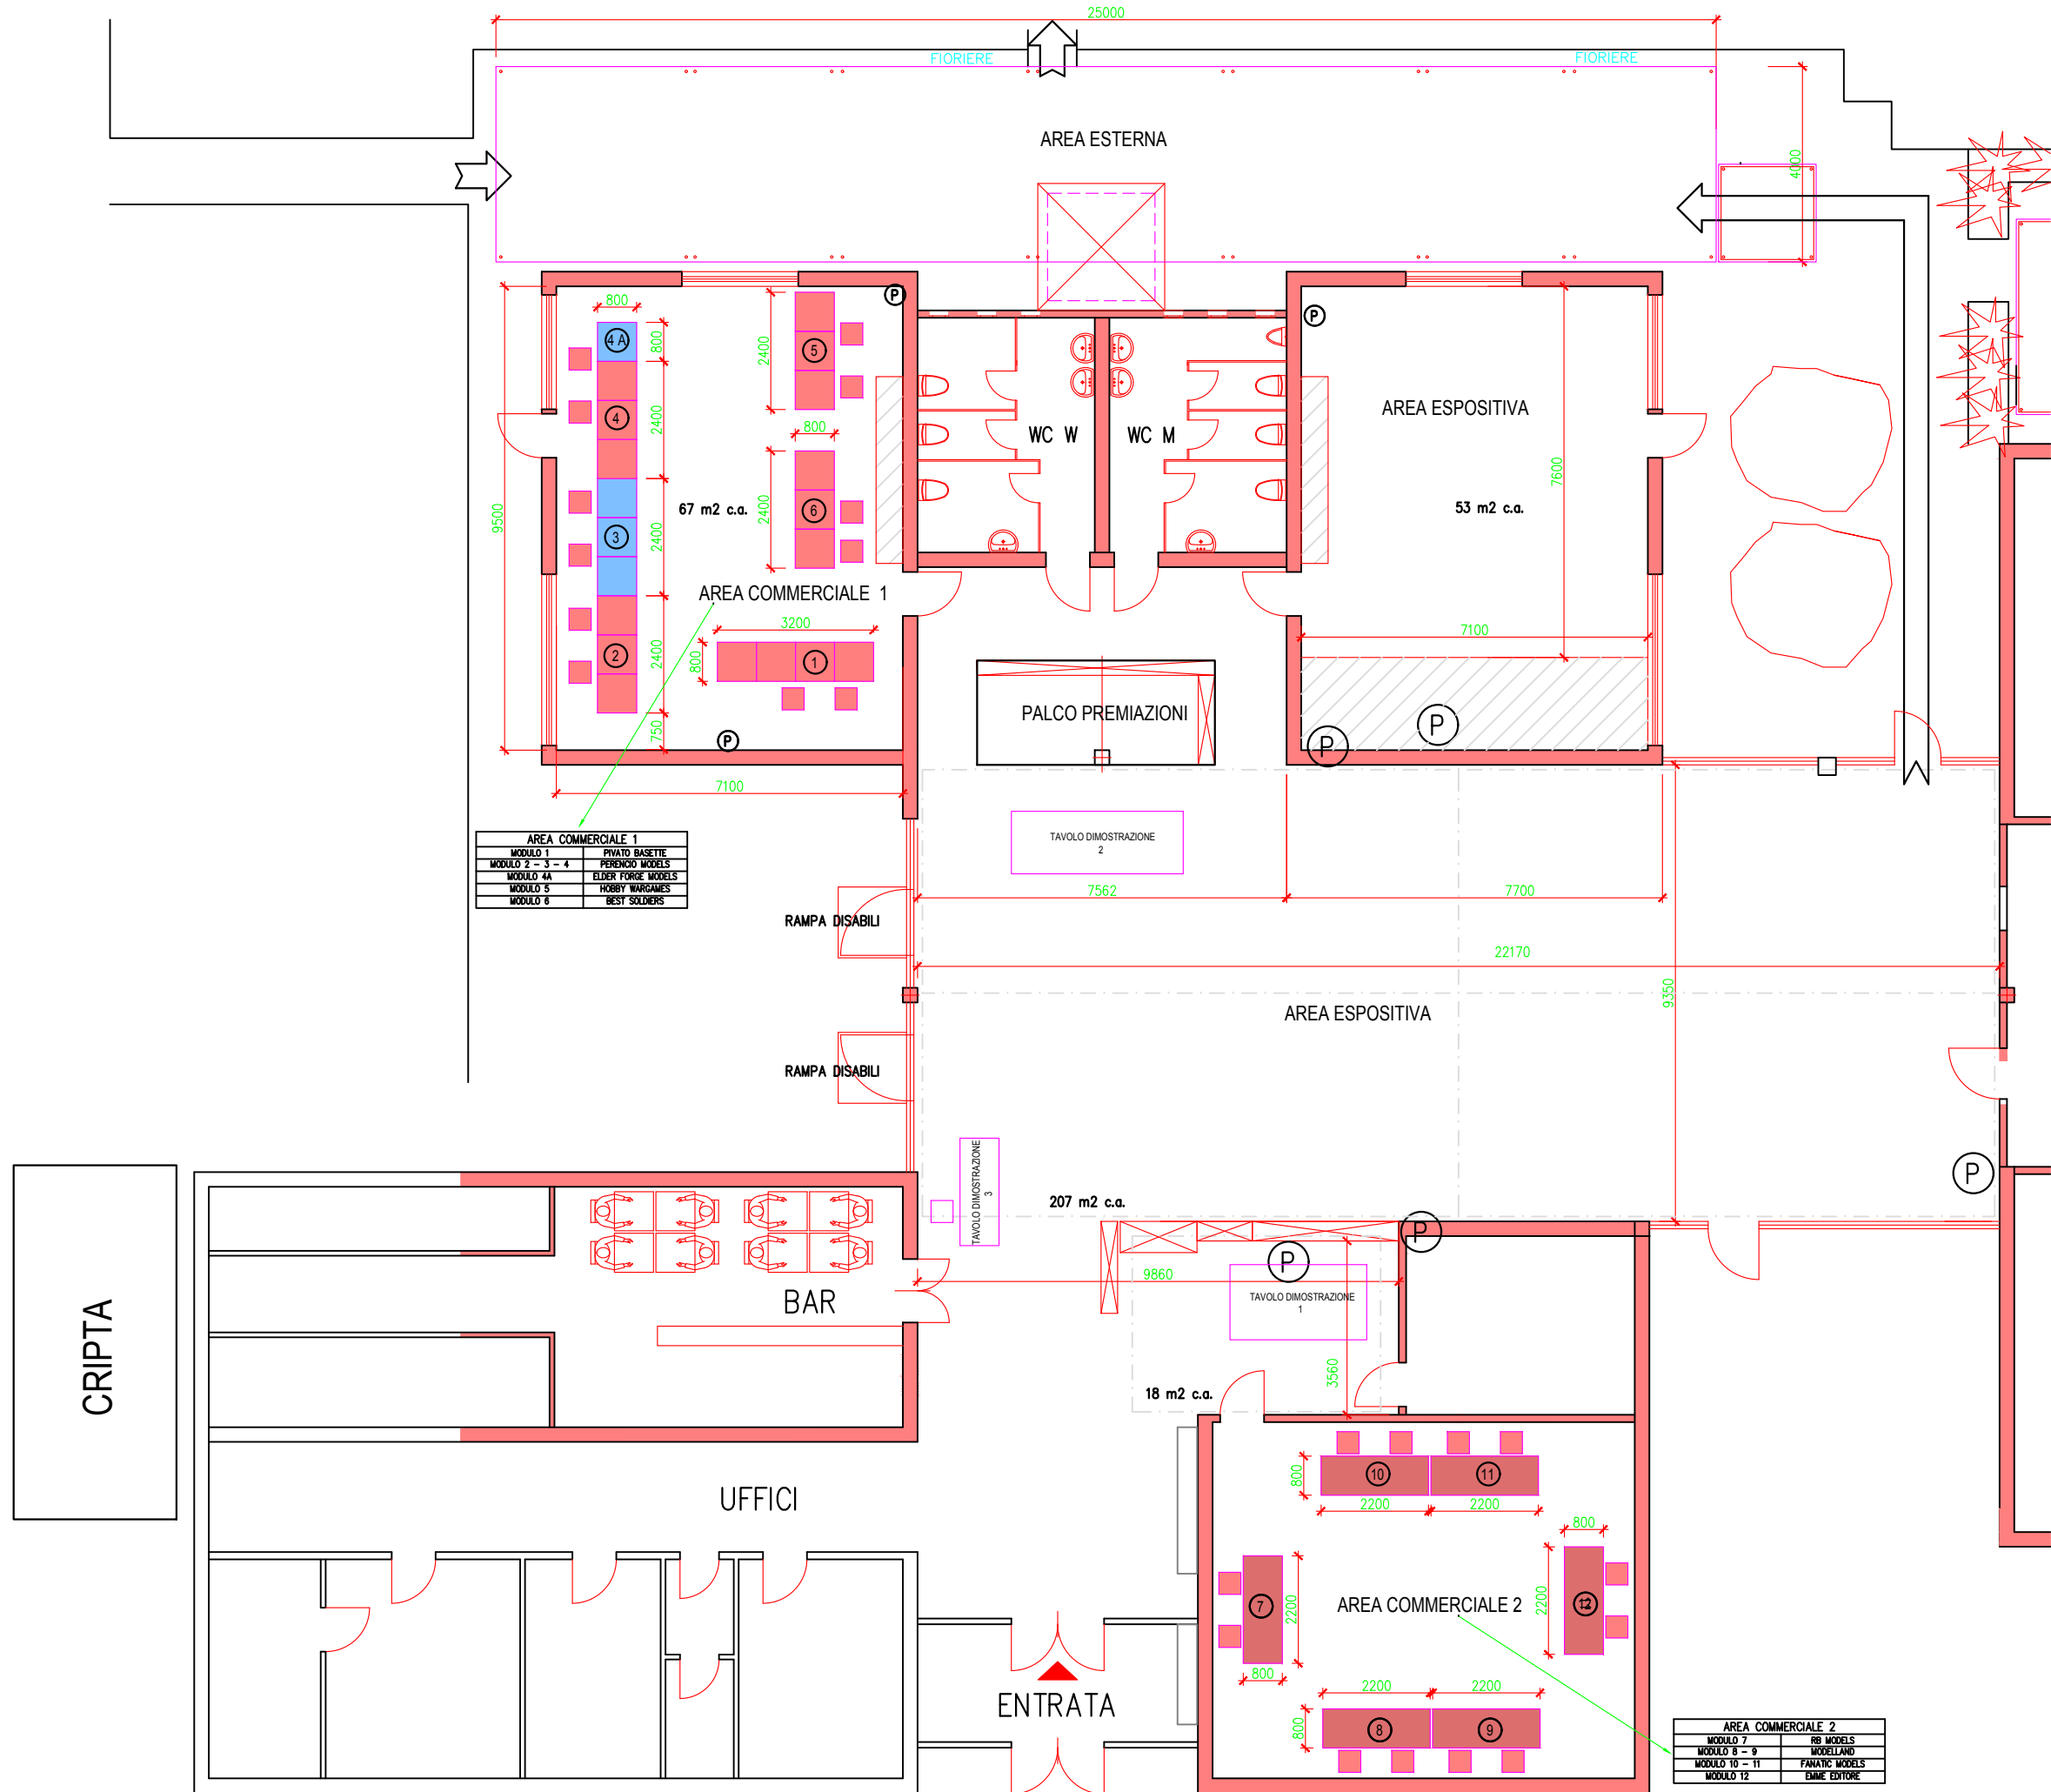 25000
FIORIERE
FIORIERE
AREA ESTERNA
4000
800
P
P
4 A
800
5
2400
4
2400
800
AREA ESPOSITIVA
WC W
WC M
7600
9500
3
2400
67 m2 c.a.
6
2400
53 m2 c.a.
AREA COMMERCIALE 1
3200
7100
2
2400
800
1
750
P
PALCO PREMIAZIONI
P
P
7100
AREA COMMERCIALE 1
MODULO 1 PIVATO BASETTE
MODULO 2 - 3 - 4 PERENCIO MODELS
MODULO 4A ELDER FORGE MODELS
MODULO 5 HOBBY WARGAMES
MODULO 6 BEST SOLDIERS
TAVOLO DIMOSTRAZIONE
2
7562
7700
RAMPA DISABILI
22170
9350
AREA ESPOSITIVA
RAMPA DISABILI
TAVOLO DIMOSTRAZIONE
3
P
207 m2 c.a.
P
P
9860
TAVOLO DIMOSTRAZIONE
1
BAR
CRIPTA
3560
18 m2 c.a.
UFFICI
10
11
800
2200
2200
800
7
2200
AREA COMMERCIALE 2
2200
12
800
ENTRATA
2200
2200
800
8
9
AREA COMMERCIALE 2
MODULO 7 RB MODELS
MODULO 8 - 9 MODELLAND
MODULO 10 - 11 FANATIC MODELS
MODULO 12 EMME EDITORE